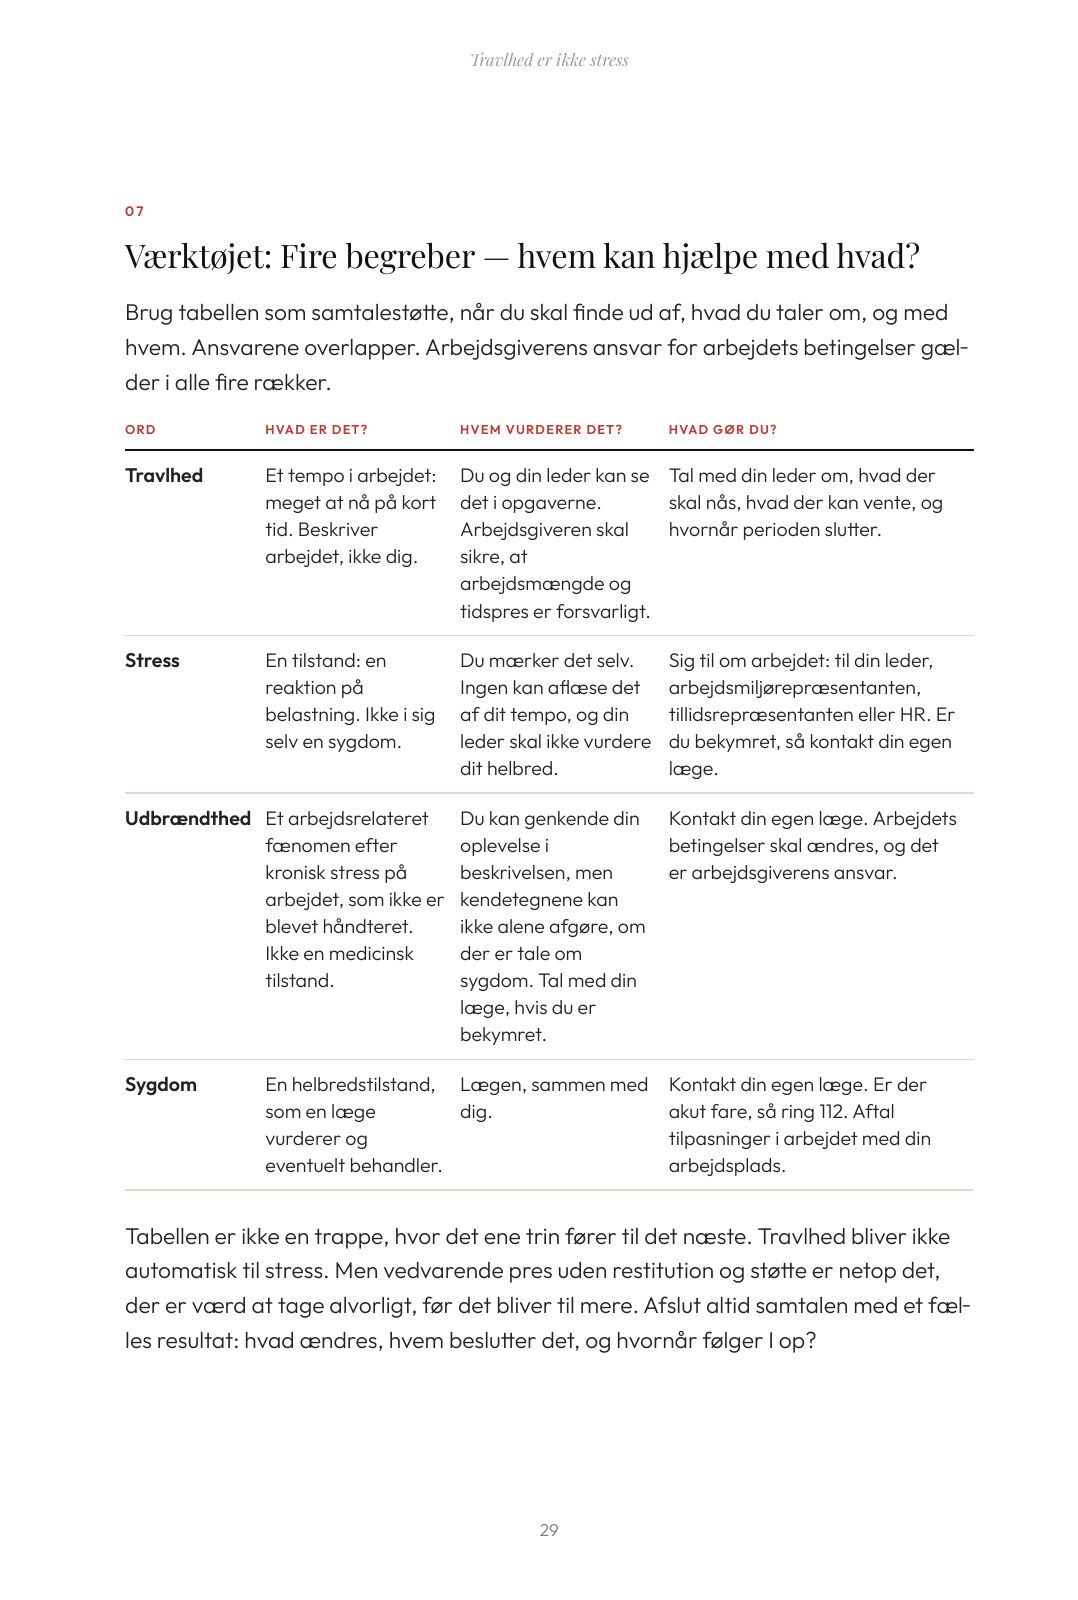 Travlhed er ikke stress
07
Værktøjet: Fire begreber — hvem kan hjælpe med hvad?
Brug tabellen som samtalestøtte, når du skal finde ud af, hvad du taler om, og med
hvem. Ansvarene overlapper. Arbejdsgiverens ansvar for arbejdets betingelser gæl-
der i alle fire rækker.
ORD
HVAD ER DET?
HVEM VURDERER DET?
HVAD GØR DU?
Travlhed
Et tempo i arbejdet:
meget at nå på kort
tid. Beskriver
arbejdet, ikke dig.
Du og din leder kan se
det i opgaverne.
Arbejdsgiveren skal
sikre, at
arbejdsmængde og
tidspres er forsvarligt.
Tal med din leder om, hvad der
skal nås, hvad der kan vente, og
hvornår perioden slutter.
Stress
En tilstand: en
reaktion på
belastning. Ikke i sig
selv en sygdom.
Du mærker det selv.
Ingen kan aflæse det
af dit tempo, og din
leder skal ikke vurdere
dit helbred.
Sig til om arbejdet: til din leder,
arbejdsmiljørepræsentanten,
tillidsrepræsentanten eller HR. Er
du bekymret, så kontakt din egen
læge.
Udbrændthed
Et arbejdsrelateret
fænomen efter
kronisk stress på
arbejdet, som ikke er
blevet håndteret.
Ikke en medicinsk
tilstand.
Du kan genkende din
oplevelse i
beskrivelsen, men
kendetegnene kan
ikke alene afgøre, om
der er tale om
sygdom. Tal med din
læge, hvis du er
bekymret.
Kontakt din egen læge. Arbejdets
betingelser skal ændres, og det
er arbejdsgiverens ansvar.
Sygdom
En helbredstilstand,
som en læge
vurderer og
eventuelt behandler.
Lægen, sammen med
dig.
Kontakt din egen læge. Er der
akut fare, så ring 112. Aftal
tilpasninger i arbejdet med din
arbejdsplads.
Tabellen er ikke en trappe, hvor det ene trin fører til det næste. Travlhed bliver ikke
automatisk til stress. Men vedvarende pres uden restitution og støtte er netop det,
der er værd at tage alvorligt, før det bliver til mere. Afslut altid samtalen med et fæl-
les resultat: hvad ændres, hvem beslutter det, og hvornår følger I op?
29